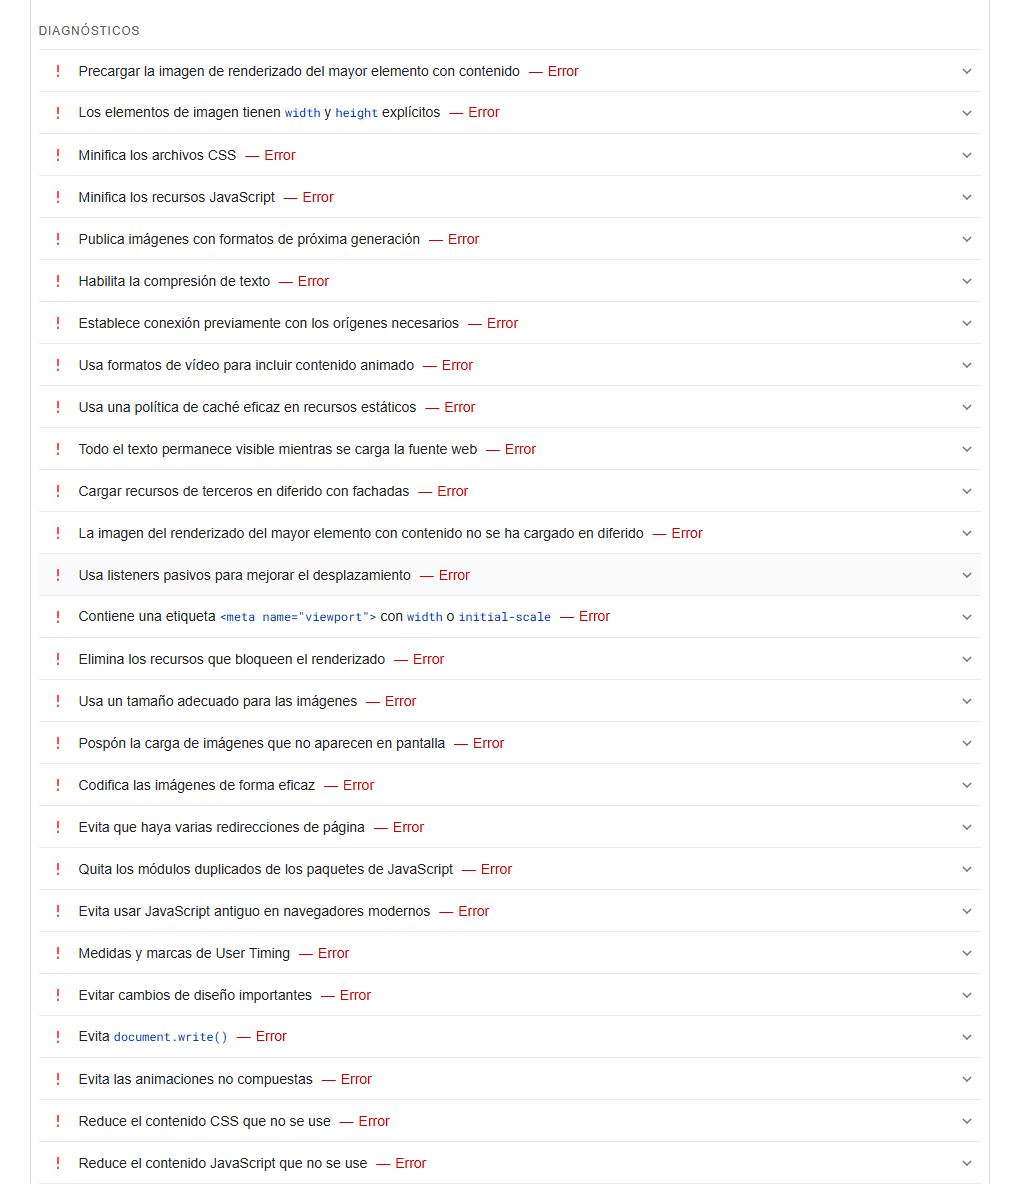 DIAGNÓSTICOS
! Precargar la imagen de renderizado del mayor elemento con contenido — Error
! Los elementos de imagen tienen width y height explícitos — Error
! Minifica los archivos CSS — Error
! Minifica los recursos JavaScript — Error
! Publica imágenes con formatos de próxima generación — Error
! Habilita la compresión de texto — Error
! Establece conexión previamente con los orígenes necesarios — Error
! Usa formatos de vídeo para incluir contenido animado — Error
! Usa una política de caché eficaz en recursos estáticos — Error
! Todo el texto permanece visible mientras se carga la fuente web — Error
! Cargar recursos de terceros en diferido con fachadas — Error
! La imagen del renderizado del mayor elemento con contenido no se ha cargado en diferido — Error
! Usa listeners pasivos para mejorar el desplazamiento — Error
! Contiene una etiqueta <meta name="viewport"> con width o initial-scale — Error
! Elimina los recursos que bloqueen el renderizado — Error
! Usa un tamaño adecuado para las imágenes — Error
! Pospón la carga de imágenes que no aparecen en pantalla — Error
! Codifica las imágenes de forma eficaz — Error
! Evita que haya varias redirecciones de página — Error
! Quita los módulos duplicados de los paquetes de JavaScript — Error
! Evita usar JavaScript antiguo en navegadores modernos — Error
! Medidas y marcas de User Timing — Error
! Evitar cambios de diseño importantes — Error
! Evita document.write() — Error
! Evita las animaciones no compuestas — Error
! Reduce el contenido CSS que no se use — Error
! Reduce el contenido JavaScript que no se use — Error